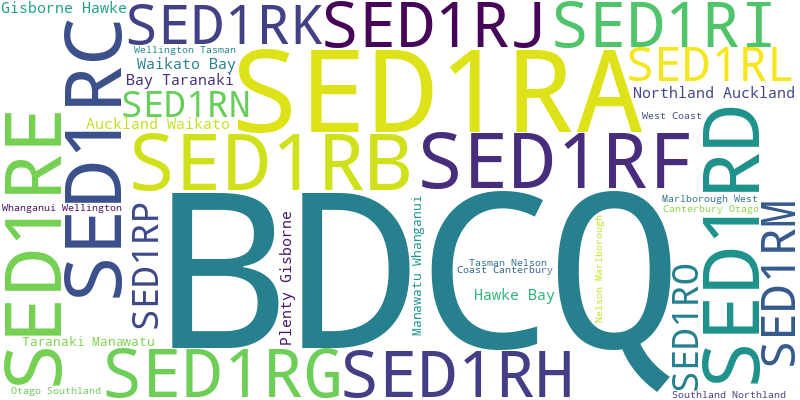 Gisborne Hawke
SED1RK
SED1RJ
SED1RI
Wellington Tasman
Waikato Bay
Bay Taranaki
SED1RC
SED1RA
SED1RL
Northland Auckland
SED1RN
West Coast
Auckland Waikato
SED1RE
SED1RB
SED1RF
SED1RD
BDCQ
Whanganui Wellington
SED1RP
Plenty Gisborne
Manawatu Whanganui
Marlborough West
Canterbury Otago
SED1RM
Nelson Marlborough
Tasman Nelson
Coast Canterbury
Hawke Bay
SED1RO
Taranaki Manawatu
SED1RG
SED1RH
Otago Southland
Southland Northland